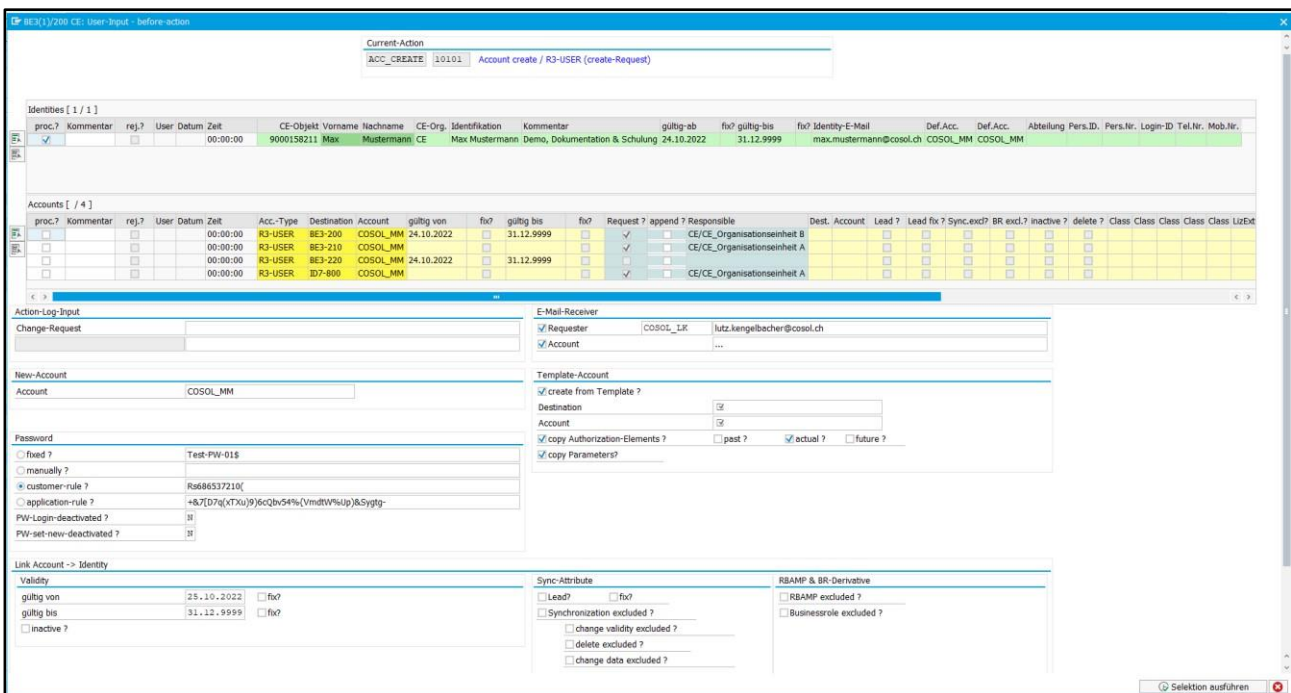 BE3(1)/200 CE: User-Input - before-action
Current-Action
ACC_CREATE 10101 Account create / R3-USER (create-Request)
Identities [ 1 / 1 ]
proc.? Kommentar rej.? User Datum Zeit CE-Objekt Vorname Nachname CE-Org. Identifikation Kommentar gültig-ab fix? gültig-bis fix? Identity-E-Mail Def.Acc. Def.Acc. Abteilung Pers.ID. Pers.Nr. Login-ID Tel.Nr. Mob.Nr.
00:00:00 9000158211 Max Mustermann CE Max Mustermann Demo, Dokumentation & Schulung 24.10.2022 31.12.9999 max.mustermann@cosol.ch COSOL_MM COSOL_MM
Accounts [ / 4 ]
proc.? Kommentar rej.? User Datum Zeit Acc.-Type Destination Account gültig von fix? gültig bis fix? Request ? append ? Responsible Dest. Account Lead ? Lead fix ? Sync.excl? BR excl.? inactive ? delete ? Class Class Class Class Class LizExt
00:00:00 R3-USER BE3-200 COSOL_MM 24.10.2022 31.12.9999 CE/CE_Organisationseinheit B
00:00:00 R3-USER BE3-210 COSOL_MM CE/CE_Organisationseinheit A
00:00:00 R3-USER BE3-220 COSOL_MM 24.10.2022 31.12.9999
00:00:00 R3-USER ID7-800 COSOL_MM CE/CE_Organisationseinheit A
Action-Log-Input
Change-Request
E-Mail-Receiver
Requester COSOL_LK lutz.kengelbacher@cosol.ch
Account ...
New-Account
Account COSOL_MM
Template-Account
create from Template ?
Destination
Account
copy Authorization-Elements ? past ? actual ? future ?
copy Parameters?
Password
fixed ? Test-PW-01$
manually ?
customer-rule ? Rs686537210(
application-rule ? +&7[D7q(xTXu)9)6cQbv54%(VmdtW%Up)&Sygtg-
PW-Login-deactivated ?
PW-set-new-deactivated ?
Link Account -> Identity
Validity
gültig von 25.10.2022 fix?
gültig bis 31.12.9999 fix?
inactive ?
Sync-Attribute
Lead? fix?
Synchronization excluded ?
change validity excluded ?
delete excluded ?
change data excluded ?
RBAMP & BR-Derivative
RBAMP excluded ?
Businessrole excluded ?
Selektion ausführen